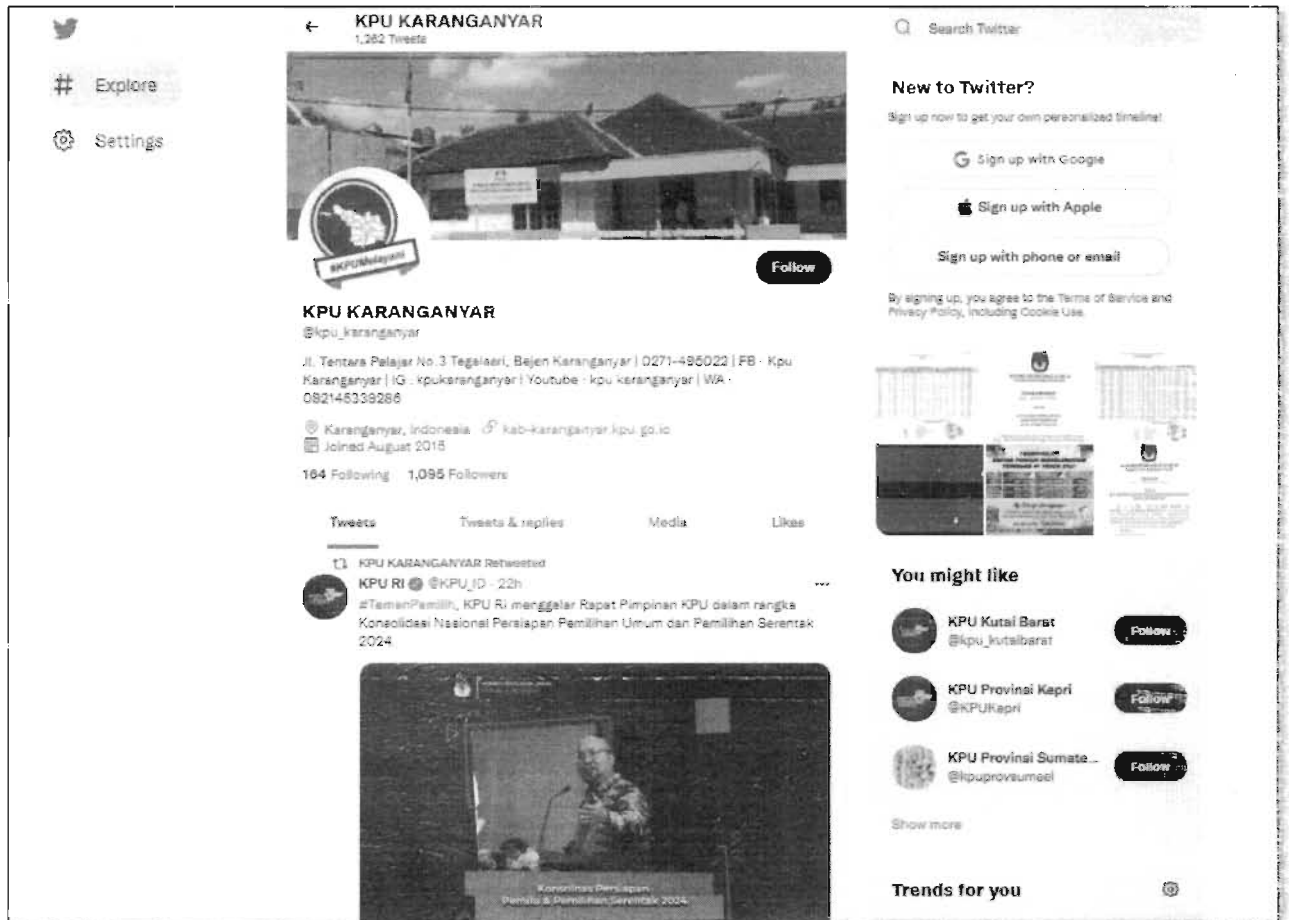 KPU KARANGANYAR
1,262 Tweets
Search Twitter
Explore
Settings
New to Twitter?
Sign up now to get your own personalized timeline!
Sign up with Google
Sign up with Apple
Sign up with phone or email
By signing up, you agree to the Terms of Service and
Privacy Policy, including Cookie Use.
#KPUMelayani
Follow
KPU KARANGANYAR
@kpu_karanganyar
Jl. Tentara Pelajar No.3 Tegalasri, Bejen Karanganyar | 0271-495022 | FB : Kpu
Karanganyar | IG : kpukaranganyar | Youtube : kpu karanganyar | WA :
082145339286
Karanganyar, Indonesia kab-karanganyar.kpu.go.id
Joined August 2015
164 Following 1,095 Followers
Tweets Tweets & replies Media Likes
KPU KARANGANYAR Retweeted
KPU RI @KPU_ID · 22h
#TemanPemilih, KPU RI menggelar Rapat Pimpinan KPU dalam rangka
Konsolidasi Nasional Persiapan Pemilihan Umum dan Pemilihan Serentak
2024
Persiapan
Pemilu & Pemilihan Serentak 2024
You might like
KPU Kutai Barat
@kpu_kutaibarat
Follow
KPU Provinsi Kepri
@KPUKepri
Follow
KPU Provinsi Sumate...
@kpuprovsumsel
Follow
Show more
Trends for you